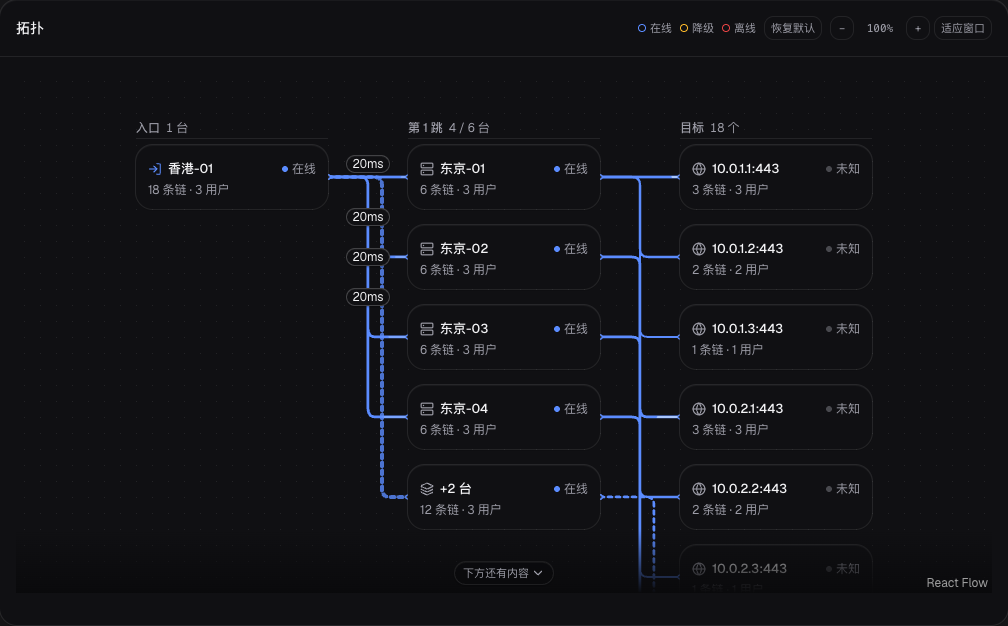 拓扑
在线 降级 离线 恢复默认 − 100% + 适应窗口
入口 1 台
香港-01 在线
18 条链 · 3 用户
20ms
20ms
20ms
20ms
第 1 跳 4 / 6 台
东京-01 在线
6 条链 · 3 用户
东京-02 在线
6 条链 · 3 用户
东京-03 在线
6 条链 · 3 用户
东京-04 在线
6 条链 · 3 用户
+2 台 在线
12 条链 · 3 用户
目标 18 个
10.0.1.1:443 未知
3 条链 · 3 用户
10.0.1.2:443 未知
2 条链 · 2 用户
10.0.1.3:443 未知
1 条链 · 1 用户
10.0.2.1:443 未知
3 条链 · 3 用户
10.0.2.2:443 未知
2 条链 · 2 用户
10.0.2.3:443 未知
下方还有内容
React Flow